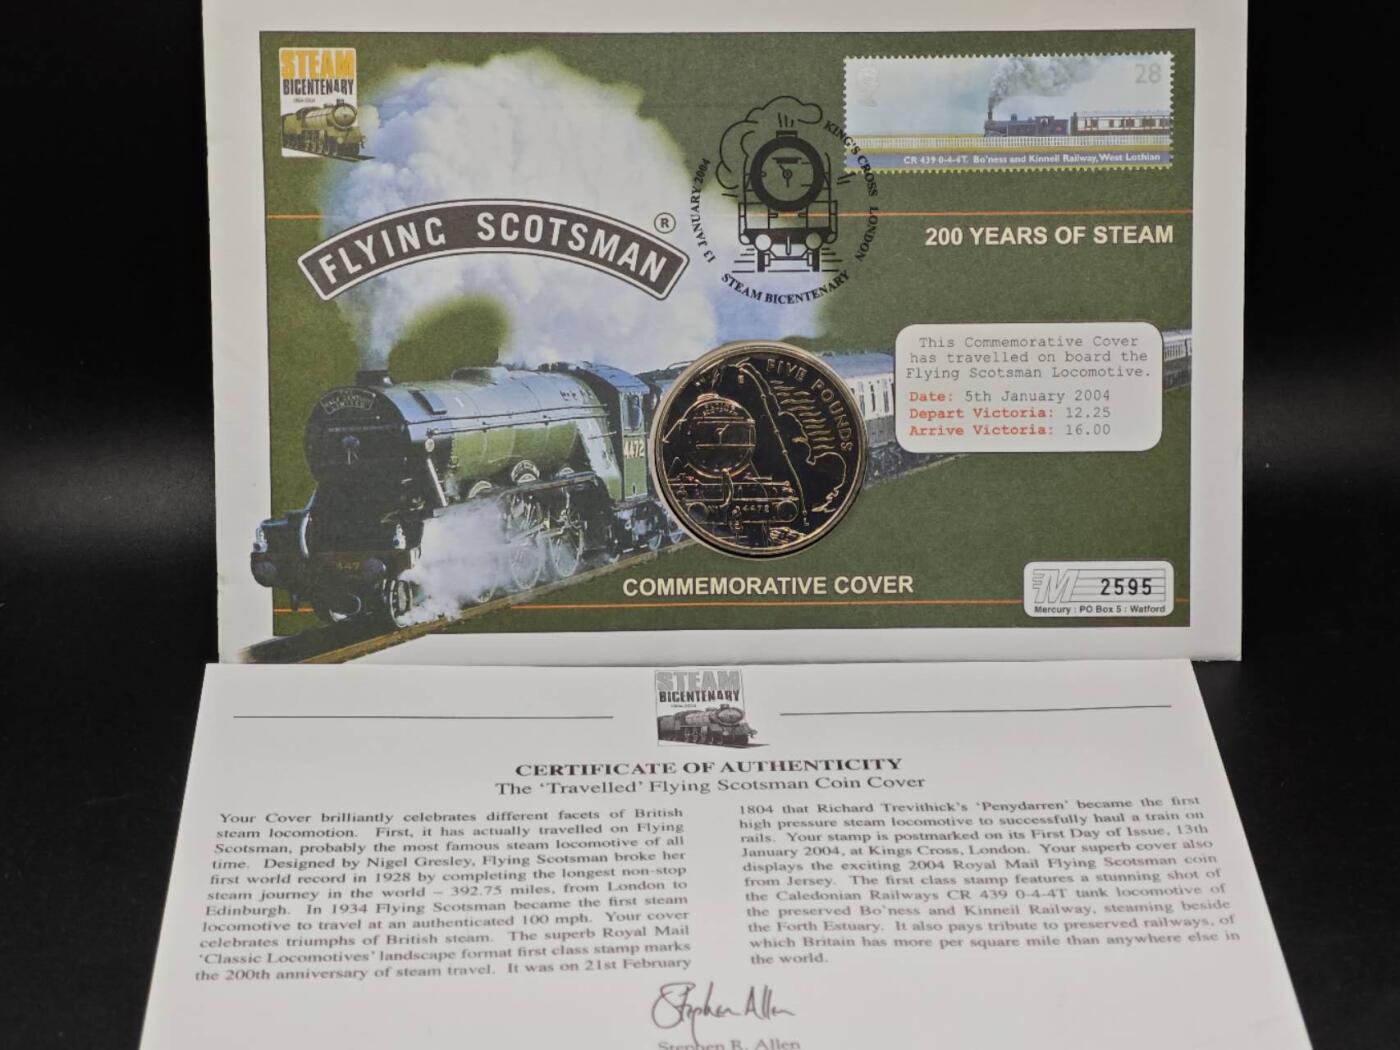 STEAM
BICENTENARY
1804-2004
28
CR 439 0-4-4T. Bo'ness and Kinneil Railway, West Lothian
FLYING SCOTSMAN ®
13 JANUARY 2004
KING'S CROSS LONDON
STEAM BICENTENARY
200 YEARS OF STEAM
This Commemorative Cover
has travelled on board the
Flying Scotsman Locomotive.
Date: 5th January 2004
Depart Victoria: 12.25
Arrive Victoria: 16.00
FIVE POUNDS
4472
4472
447
COMMEMORATIVE COVER
M 2595
Mercury : PO Box 5 : Watford
STEAM
BICENTENARY
1804-2004
CERTIFICATE OF AUTHENTICITY
The 'Travelled' Flying Scotsman Coin Cover
Your Cover brilliantly celebrates different facets of British
steam locomotion. First, it has actually travelled on Flying
Scotsman, probably the most famous steam locomotive of all
time. Designed by Nigel Gresley, Flying Scotsman broke her
first world record in 1928 by completing the longest non-stop
steam journey in the world – 392.75 miles, from London to
Edinburgh. In 1934 Flying Scotsman became the first steam
locomotive to travel at an authenticated 100 mph. Your cover
celebrates triumphs of British steam. The superb Royal Mail
'Classic Locomotives' landscape format first class stamp marks
the 200th anniversary of steam travel. It was on 21st February
1804 that Richard Trevithick's 'Penydarren' became the first
high pressure steam locomotive to successfully haul a train on
rails. Your stamp is postmarked on its First Day of Issue, 13th
January 2004, at Kings Cross, London. Your superb cover also
displays the exciting 2004 Royal Mail Flying Scotsman coin
from Jersey. The first class stamp features a stunning shot of
the Caledonian Railways CR 439 0-4-4T tank locomotive of
the preserved Bo'ness and Kinneil Railway, steaming beside
the Forth Estuary. It also pays tribute to preserved railways, of
which Britain has more per square mile than anywhere else in
the world.
Stephen Allen
Stephen R. Allen